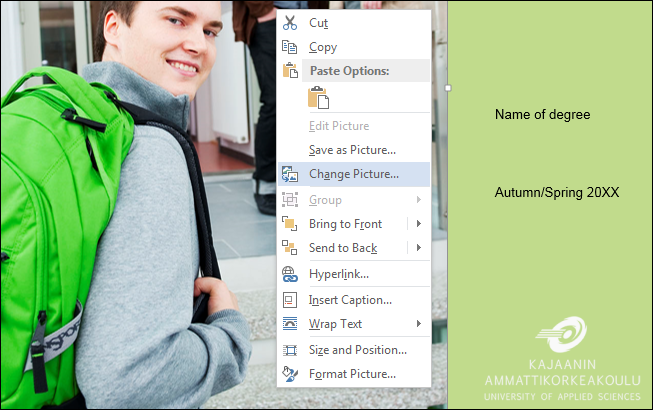 Cut
Copy
Paste Options:
Edit Picture
Save as Picture...
Change Picture...
Group
Bring to Front
Send to Back
Hyperlink...
Insert Caption...
Wrap Text
Size and Position...
Format Picture...
Name of degree
Autumn/Spring 20XX
KAJAANIN
AMMATTIKORKEAKOULU
UNIVERSITY OF APPLIED SCIENCES